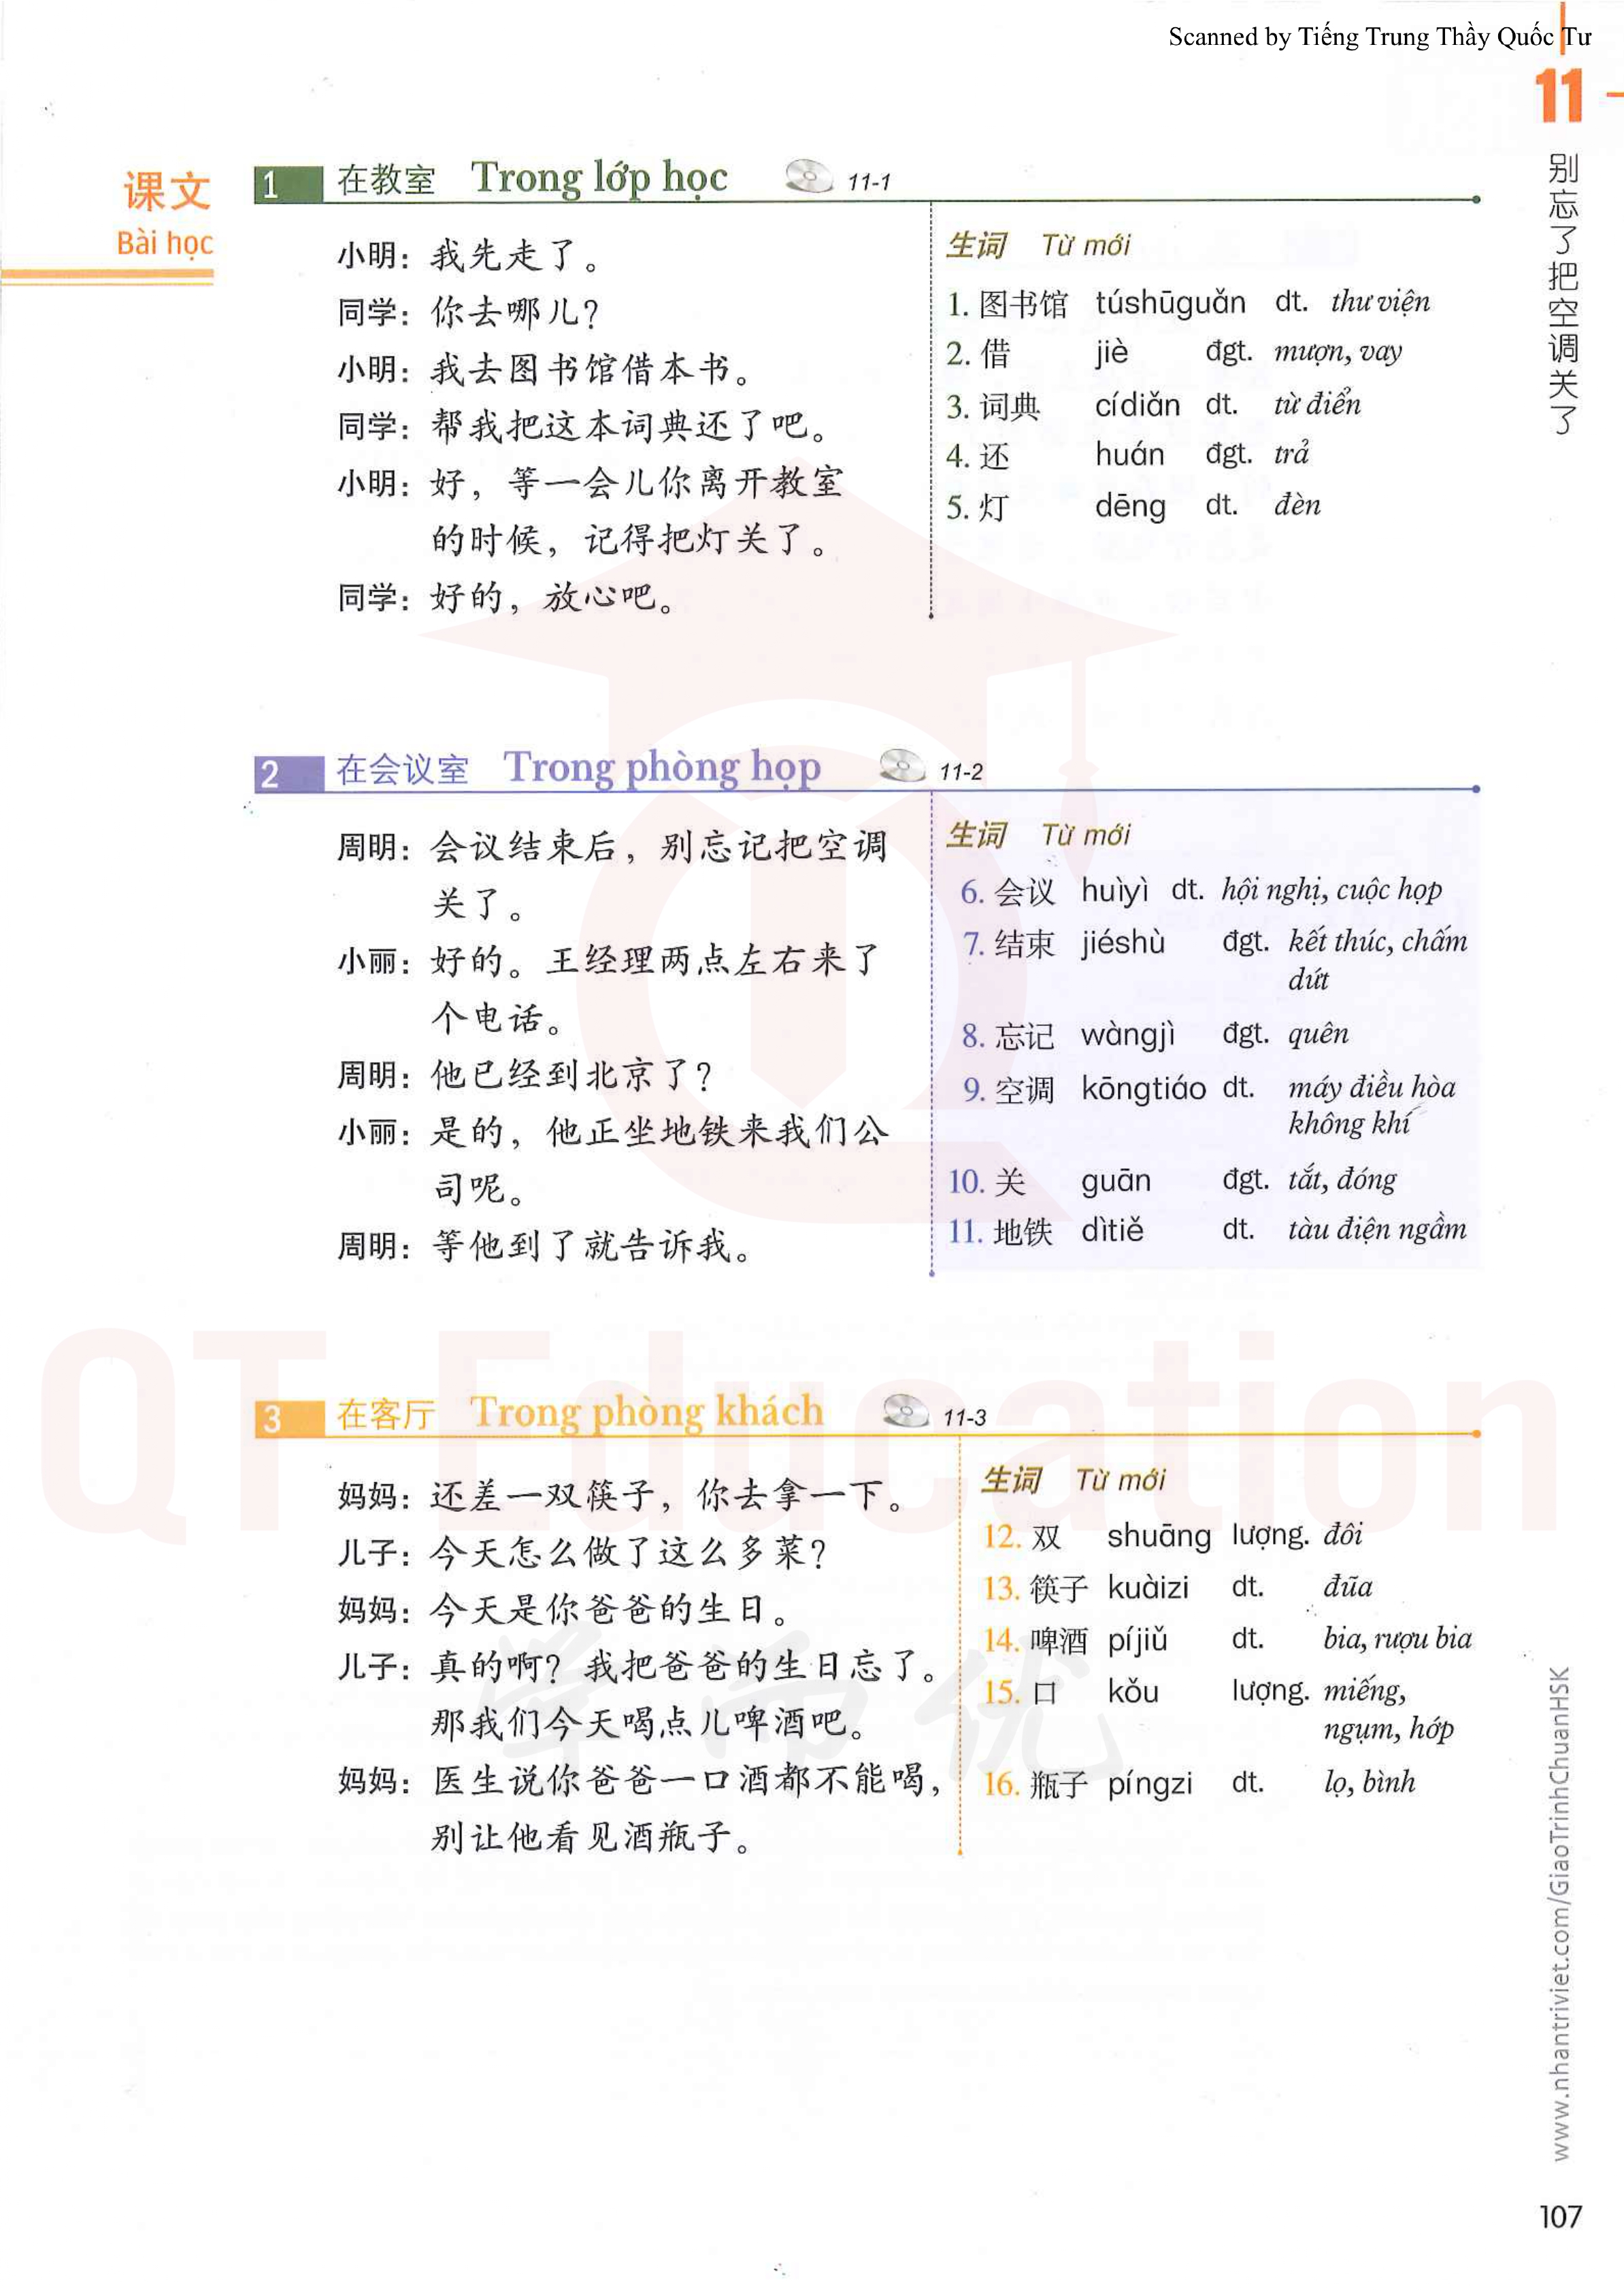 Scanned by Tiếng Trung Thầy Quốc Tư
11
别忘了把空调关了
课文
Bài học
1 在教室 Trong lớp học 11-1
小明：我先走了。
同学：你去哪儿？
小明：我去图书馆借本书。
同学：帮我把这本词典还了吧。
小明：好，等一会儿你离开教室
的时候，记得把灯关了。
同学：好的，放心吧。
生词 Từ mới
1. 图书馆 túshūguǎn dt. thư viện
2. 借 jiè đgt. mượn, vay
3. 词典 cídiǎn dt. từ điển
4. 还 huán đgt. trả
5. 灯 dēng dt. đèn
2 在会议室 Trong phòng họp 11-2
周明：会议结束后，别忘记把空调
关了。
小丽：好的。王经理两点左右来了
个电话。
周明：他已经到北京了？
小丽：是的，他正坐地铁来我们公
司呢。
周明：等他到了就告诉我。
生词 Từ mới
6. 会议 huìyì dt. hội nghị, cuộc họp
7. 结束 jiéshù đgt. kết thúc, chấm
dứt
8. 忘记 wàngjì đgt. quên
9. 空调 kōngtiáo dt. máy điều hòa
không khí
10. 关 guān đgt. tắt, đóng
11. 地铁 dìtiě dt. tàu điện ngầm
3 在客厅 Trong phòng khách 11-3
妈妈：还差一双筷子，你去拿一下。
儿子：今天怎么做了这么多菜？
妈妈：今天是你爸爸的生日。
儿子：真的啊？我把爸爸的生日忘了。
那我们今天喝点儿啤酒吧。
妈妈：医生说你爸爸一口酒都不能喝，
别让他看见酒瓶子。
生词 Từ mới
12. 双 shuāng lượng. đôi
13. 筷子 kuàizi dt. đũa
14. 啤酒 píjiǔ dt. bia, rượu bia
15. 口 kǒu lượng. miếng,
ngụm, hớp
16. 瓶子 píngzi dt. lọ, bình
QT Education
学而优
www.nhantriviet.com/GiaoTrinhChuanHSK
107